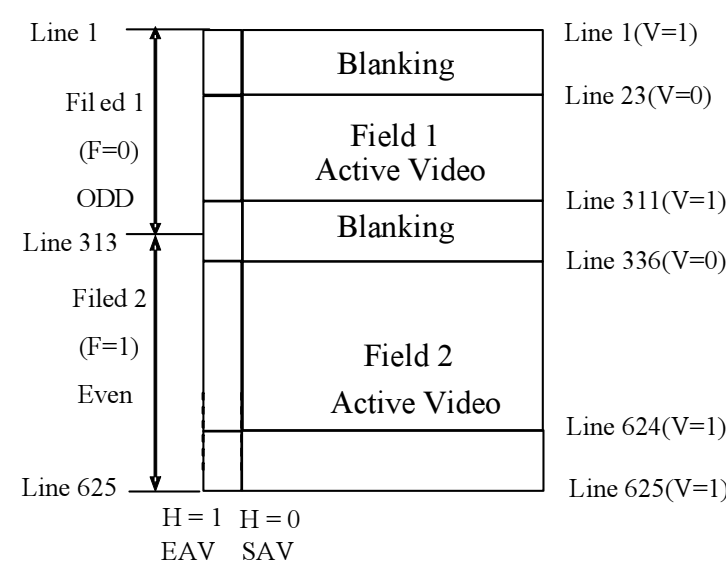 Line 1
Line 1(V=1)
Blanking
Filed 1
Line 23(V=0)
(F=0)
Field 1
Active Video
ODD
Line 311(V=1)
Blanking
Line 313
Line 336(V=0)
Filed 2
(F=1)
Field 2
Even
Active Video
Line 624(V=1)
Line 625
Line 625(V=1)
H = 1 H = 0
EAV SAV